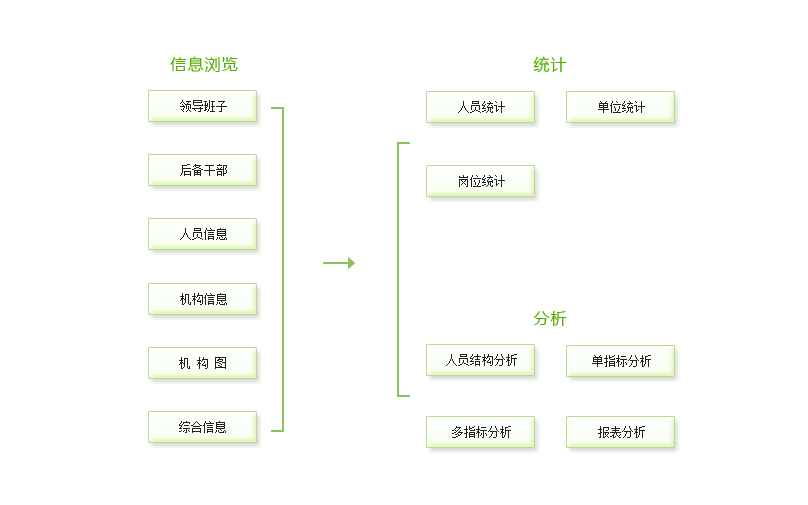 信息浏览
领导班子
后备干部
人员信息
机构信息
机 构 图
综合信息
统计
人员统计
单位统计
岗位统计
分析
人员结构分析
单指标分析
多指标分析
报表分析